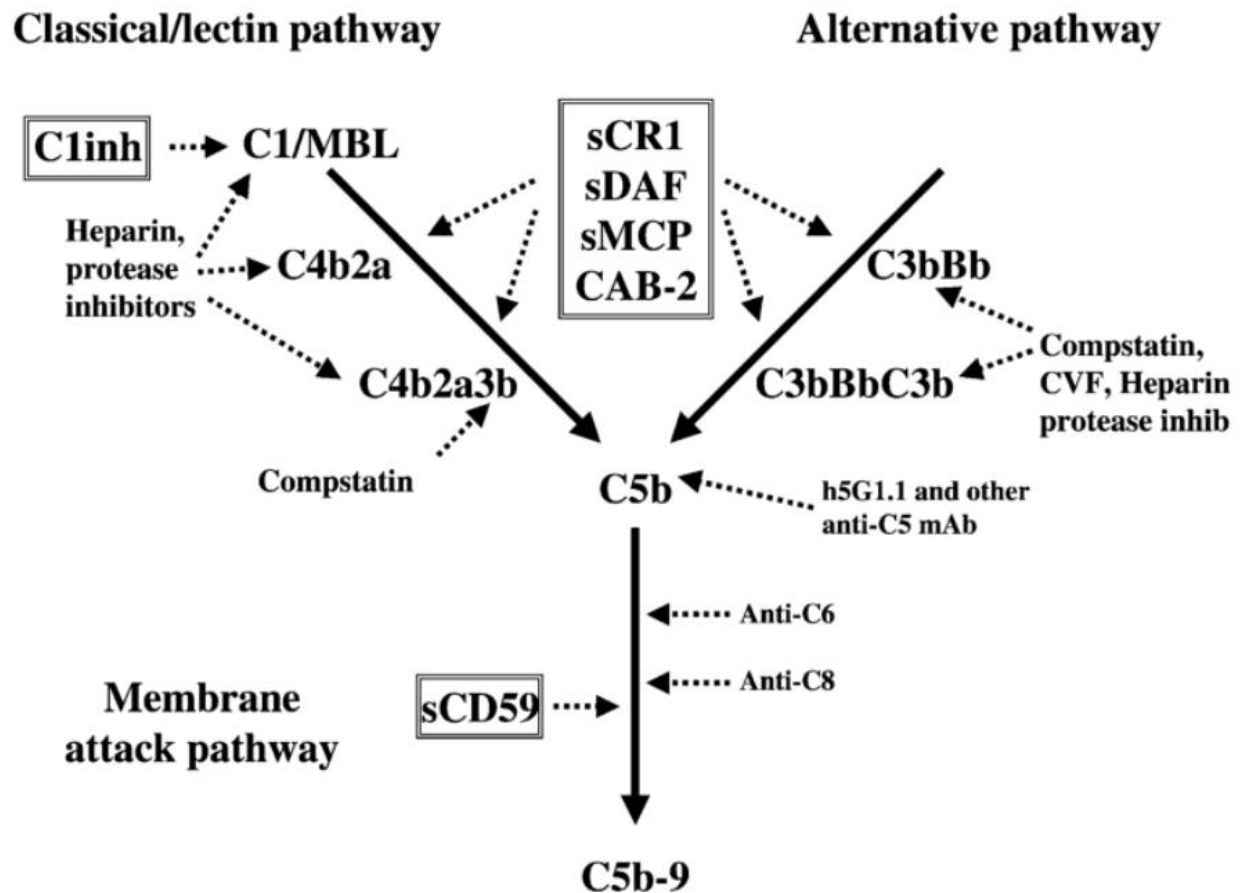 Classical/lectin pathway
Alternative pathway
C1inh
C1/MBL
sCR1
sDAF
sMCP
CAB-2
Heparin,
protease
inhibitors
C4b2a
C3bBb
C4b2a3b
C3bBbC3b
Compstatin,
CVF, Heparin
protease inhib
Compstatin
C5b
h5G1.1 and other
anti-C5 mAb
Anti-C6
Anti-C8
sCD59
Membrane
attack pathway
C5b-9